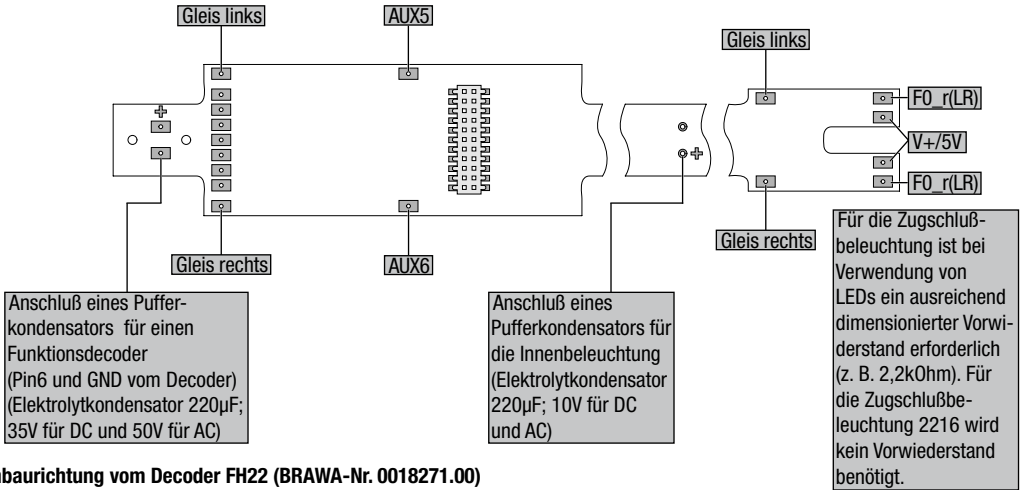 Gleis links
AUX5
Gleis links
F0_r(LR)
V+/5V
F0_r(LR)
Gleis rechts
AUX6
Gleis rechts
Anschluß eines Puffer-
kondensators für einen
Funktionsdecoder
(Pin6 und GND vom Decoder)
(Elektrolytkondensator 220µF;
35V für DC und 50V für AC)
Anschluß eines
Pufferkondensators für
die Innenbeleuchtung
(Elektrolytkondensator
220µF; 10V für DC
und AC)
Für die Zugschluß-
beleuchtung ist bei
Verwendung von
LEDs ein ausreichend
dimensionierter Vorwi-
derstand erforderlich
(z. B. 2,2kOhm). Für
die Zugschlußbe-
leuchtung 2216 wird
kein Vorwiederstand
benötigt.
nbaurichtung vom Decoder FH22 (BRAWA-Nr. 0018271.00)